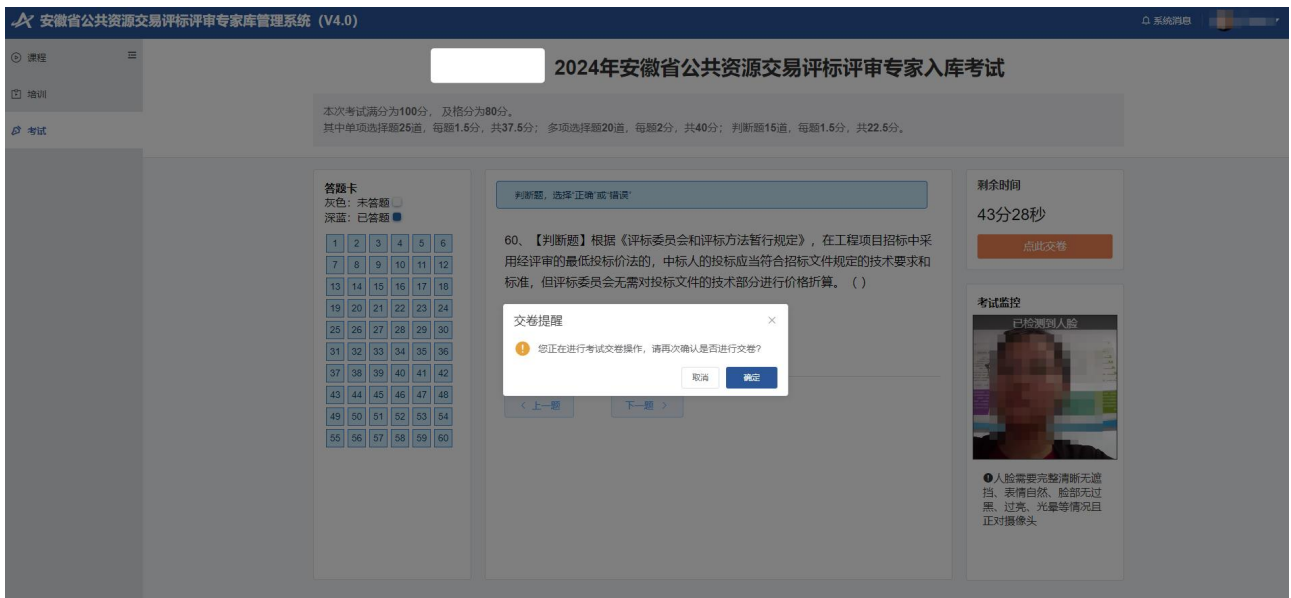 安徽省公共资源交易评标评审专家库管理系统（V4.0）
系统消息
课程
培训
考试
2024年安徽省公共资源交易评标评审专家入库考试
本次考试满分为100分， 及格分为80分。
其中单项选择题25道，每题1.5分，共37.5分； 多项选择题20道，每题2分，共40分； 判断题15道，每题1.5分，共22.5分。
答题卡
灰色：未答题
深蓝：已答题
1 2 3 4 5 6
7 8 9 10 11 12
13 14 15 16 17 18
19 20 21 22 23 24
25 26 27 28 29 30
31 32 33 34 35 36
37 38 39 40 41 42
43 44 45 46 47 48
49 50 51 52 53 54
55 56 57 58 59 60
判断题，选择“正确”或“错误”
60、【判断题】根据《评标委员会和评标方法暂行规定》，在工程项目招标中采
用经评审的最低投标价法的，中标人的投标应当符合招标文件规定的技术要求和
标准，但评标委员会无需对投标文件的技术部分进行价格折算。（ ）
交卷提醒
您正在进行考试交卷操作，请再次确认是否进行交卷?
取消 确定
< 上一题 下一题 >
剩余时间
43分28秒
点此交卷
考试监控
已检测到人脸
人脸需要完整清晰无遮
挡、表情自然、脸部无过
黑、过亮、光晕等情况且
正对摄像头